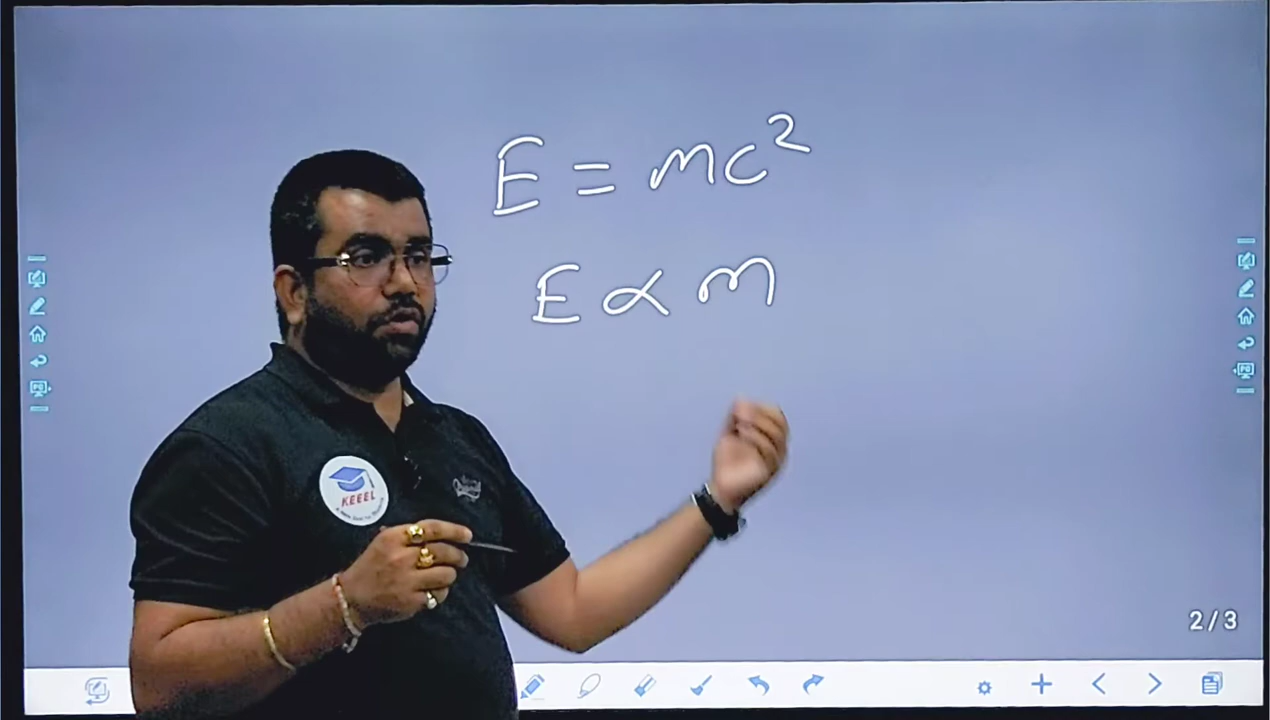 E = mc²
E ∝ m
KEEEL
2/3